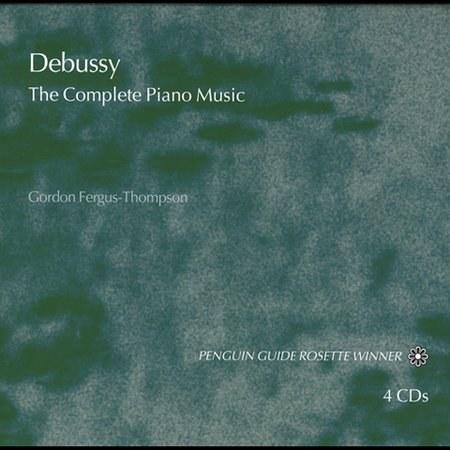 Debussy
The Complete Piano Music
Gordon Fergus-Thompson
PENGUIN GUIDE ROSETTE WINNER
4 CDs